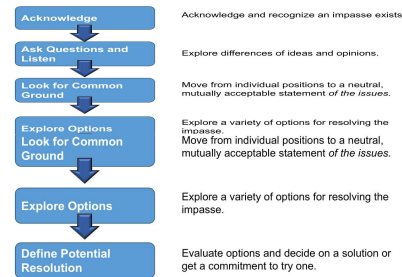 Acknowledge
Acknowledge and recognize an impasse exists
Ask Questions and
Listen
Explore differences of ideas and opinions.
Look for Common
Ground
Move from individual positions to a neutral,
mutually acceptable statement of the issues.
Explore Options
Look for Common
Ground
Explore a variety of options for resolving the
impasse.
Move from individual positions to a neutral,
mutually acceptable statement of the issues.
Explore Options
Explore a variety of options for resolving the
impasse.
Define Potential
Resolution
Evaluate options and decide on a solution or
get a commitment to try one.